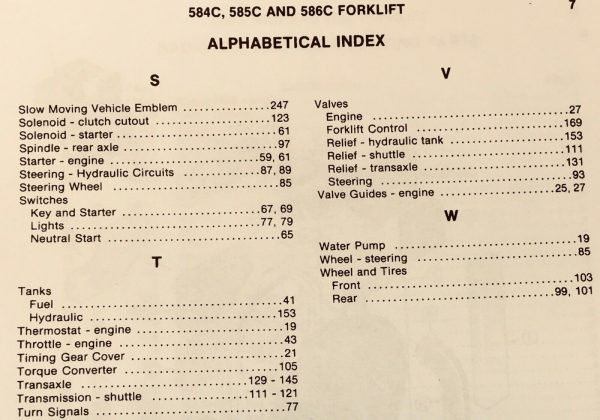 584C, 585C AND 586C FORKLIFT 7
ALPHABETICAL INDEX
S
Slow Moving Vehicle Emblem ................247
Solenoid - clutch cutout ....................123
Solenoid - starter ...........................61
Spindle - rear axle ..........................97
Starter - engine .........................59, 61
Steering - Hydraulic Circuits ..............87, 89
Steering Wheel ..............................85
Switches
Key and Starter .......................67, 69
Lights .................................77, 79
Neutral Start ............................65
T
Tanks
Fuel .....................................41
Hydraulic ...............................153
Thermostat - engine .........................19
Throttle - engine ............................43
Timing Gear Cover ..........................21
Torque Converter ..........................105
Transaxle ............................129 - 145
Transmission - shuttle ................111 - 121
Turn Signals ................................77
V
Valves
Engine ..................................27
Forklift Control .........................169
Relief - hydraulic tank ...................153
Relief - shuttle ..........................111
Relief - transaxle ........................131
Steering .................................93
Valve Guides - engine ....................25, 27
W
Water Pump ................................19
Wheel - steering ............................85
Wheel and Tires
Front ...................................103
Rear ................................99, 101